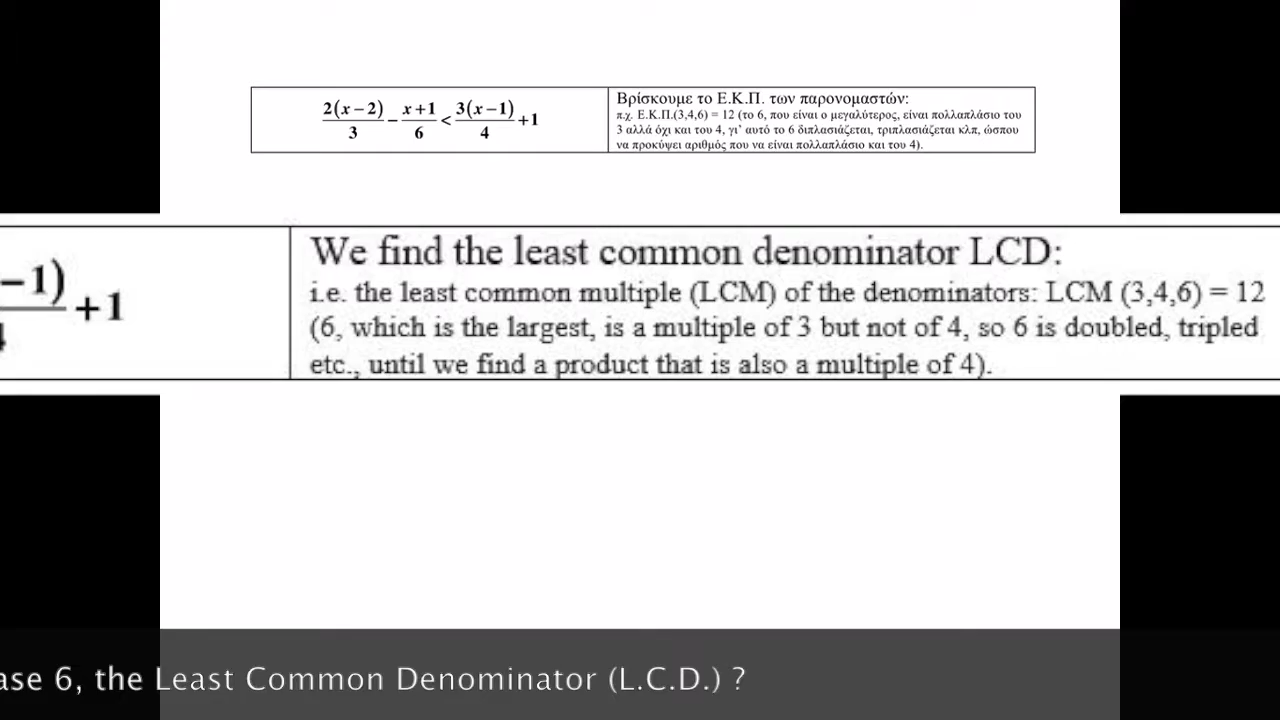 2(x−2)/3 − x+1/6 < 3(x−1)/4 +1
Βρίσκουμε το Ε.Κ.Π. των παρονομαστών:
π.χ. Ε.Κ.Π.(3,4,6) = 12 (το 6, που είναι ο μεγαλύτερος, είναι πολλαπλάσιο του
3 αλλά όχι και του 4, γι' αυτό το 6 διπλασιάζεται, τριπλασιάζεται κλπ, ώσπου
να προκύψει αριθμός που να είναι πολλαπλάσιο και του 4).
−1)
+1
We find the least common denominator LCD:
i.e. the least common multiple (LCM) of the denominators: LCM (3,4,6) = 12
(6, which is the largest, is a multiple of 3 but not of 4, so 6 is doubled, tripled
etc., until we find a product that is also a multiple of 4).
ase 6, the Least Common Denominator (L.C.D.) ?